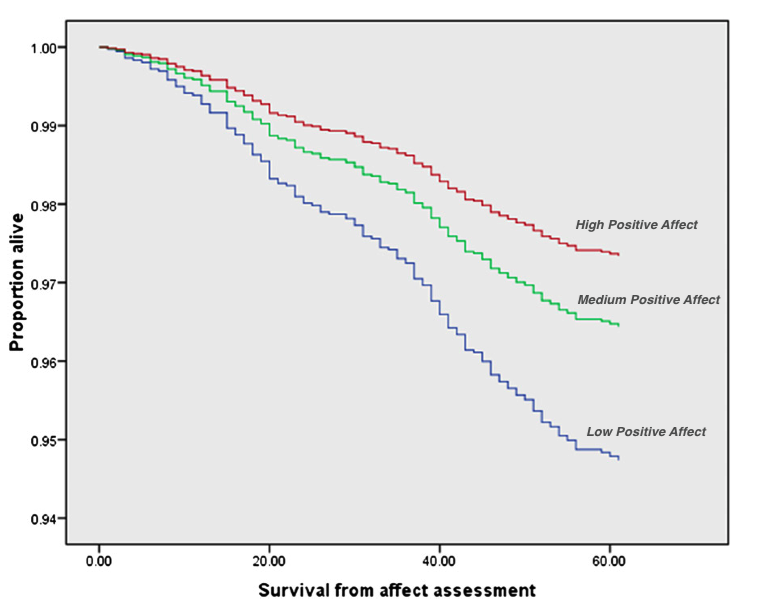 1.00
0.99
0.98
0.97
0.96
0.95
0.94
Proportion alive
High Positive Affect
Medium Positive Affect
Low Positive Affect
0.00
20.00
40.00
60.00
Survival from affect assessment